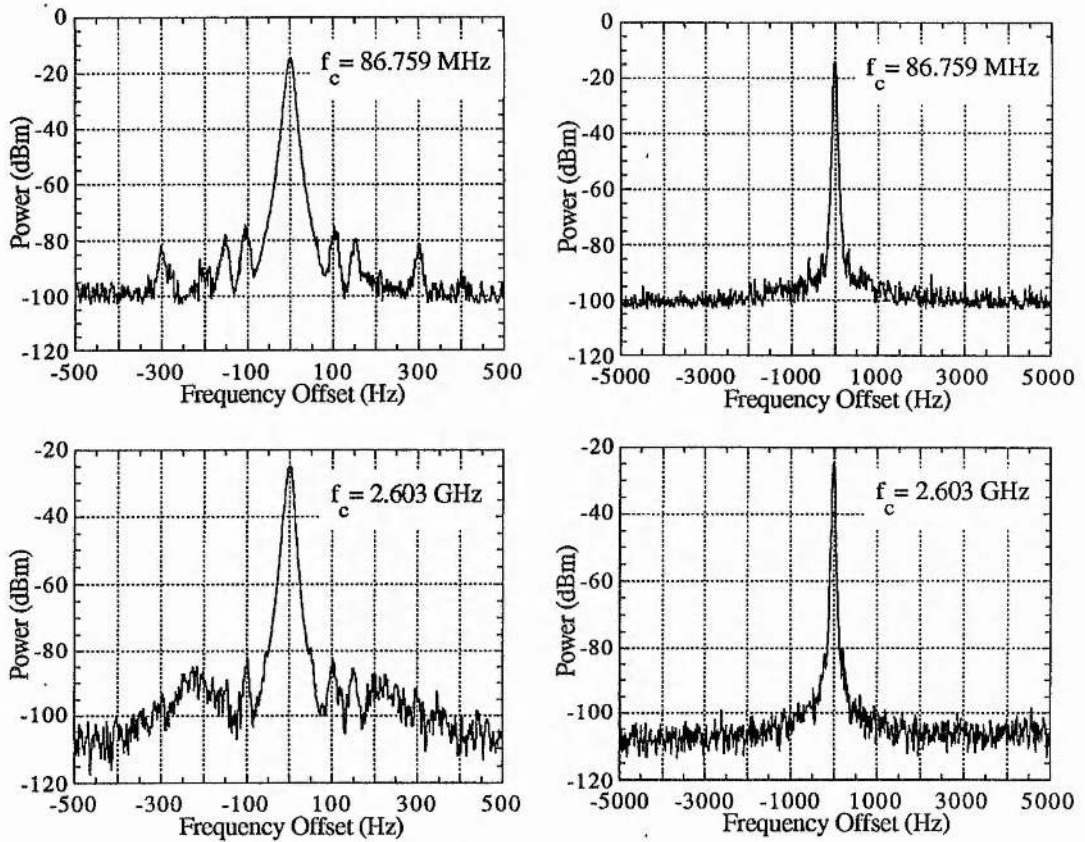 0
-20
-40
-60
-80
-100
-120
Power (dBm)
f_c = 86.759 MHz
-500 -300 -100 100 300 500
Frequency Offset (Hz)
0
-20
-40
-60
-80
-100
-120
Power (dBm)
f_c = 86.759 MHz
-5000 -3000 -1000 1000 3000 5000
Frequency Offset (Hz)
-20
-40
-60
-80
-100
-120
Power (dBm)
f_c = 2.603 GHz
-500 -300 -100 100 300 500
Frequency Offset (Hz)
-20
-40
-60
-80
-100
-120
Power (dBm)
f_c = 2.603 GHz
-5000 -3000 -1000 1000 3000 5000
Frequency Offset (Hz)